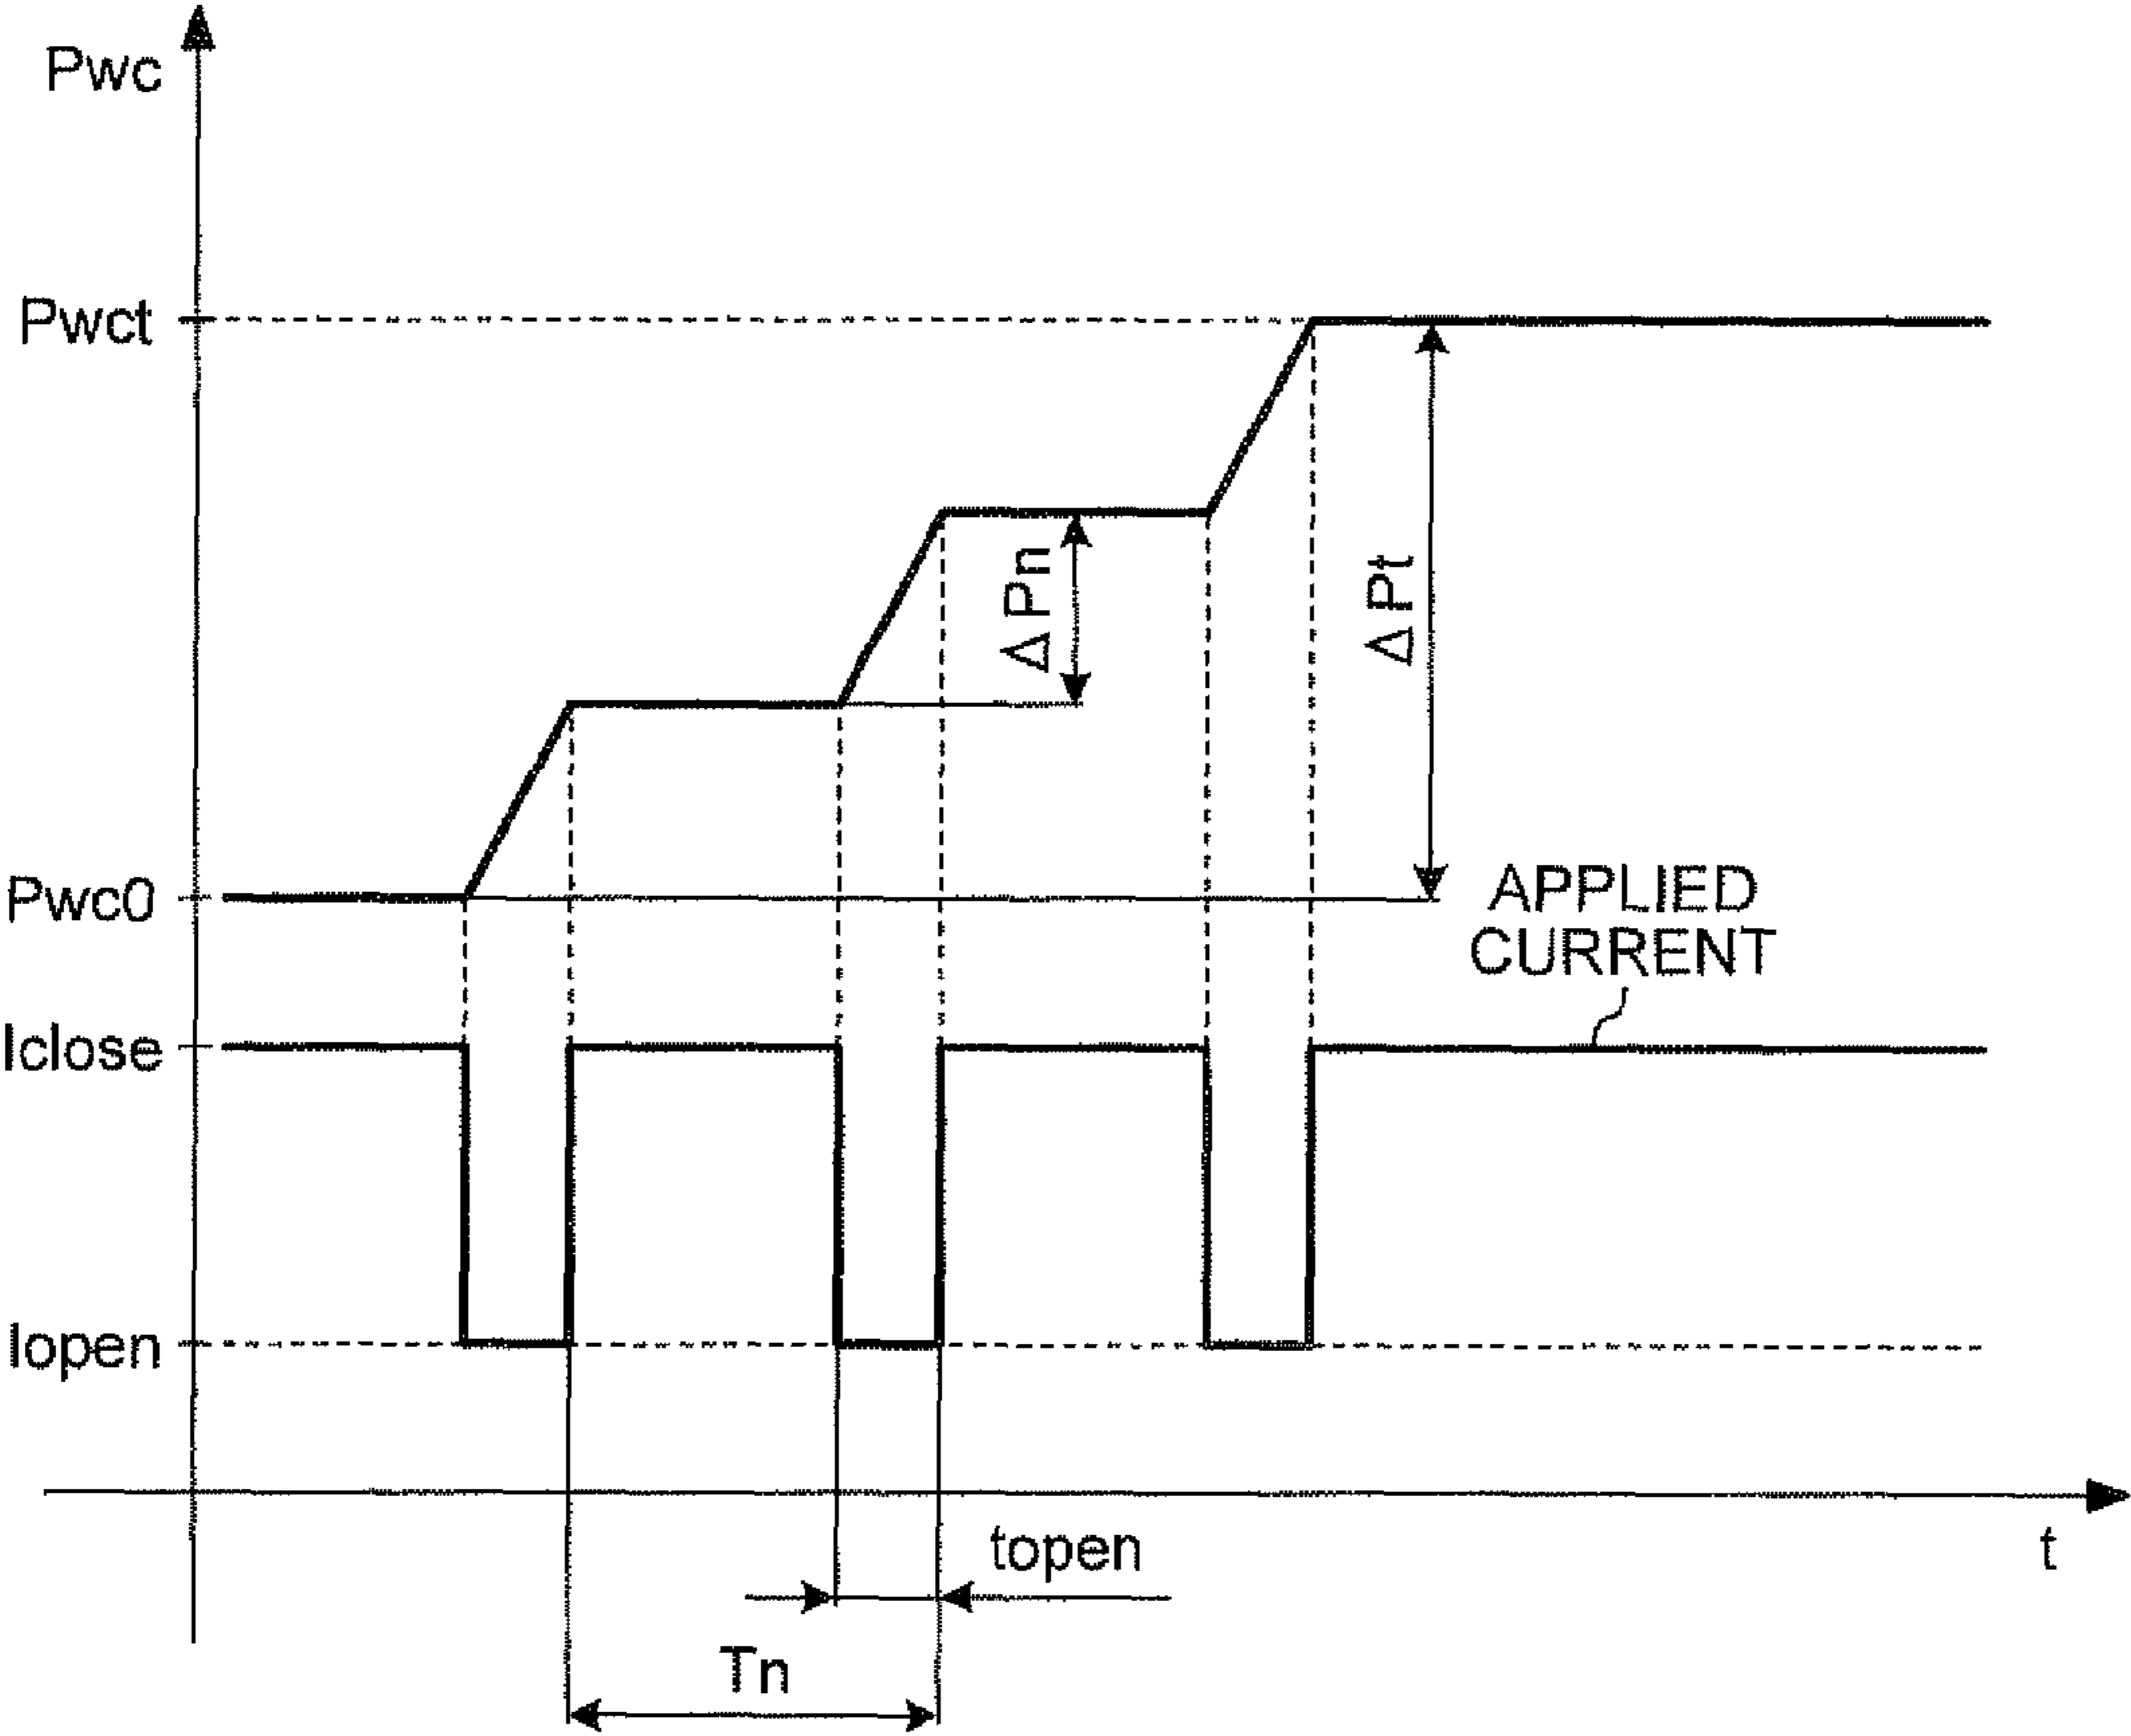 Pwc
Pwct
ΔPn
ΔPt
Pwc0
APPLIED
CURRENT
Iclose
Iopen
topen
t
Tn